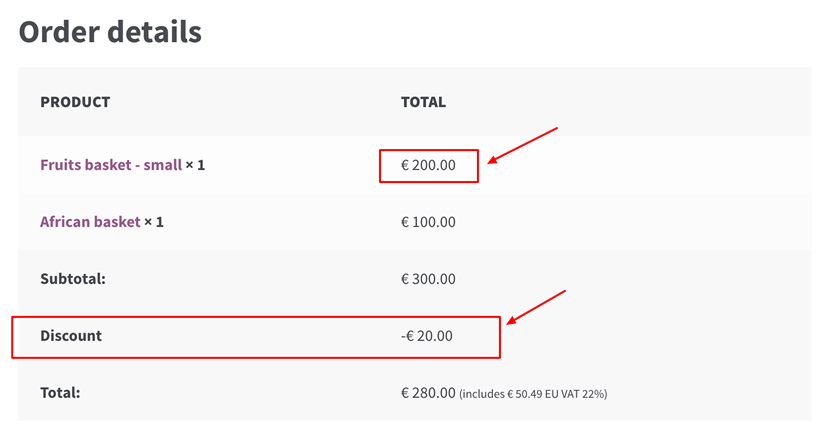 Order details
PRODUCT TOTAL
Fruits basket - small × 1 € 200.00
African basket × 1 € 100.00
Subtotal: € 300.00
Discount -€ 20.00
Total: € 280.00 (includes € 50.49 EU VAT 22%)